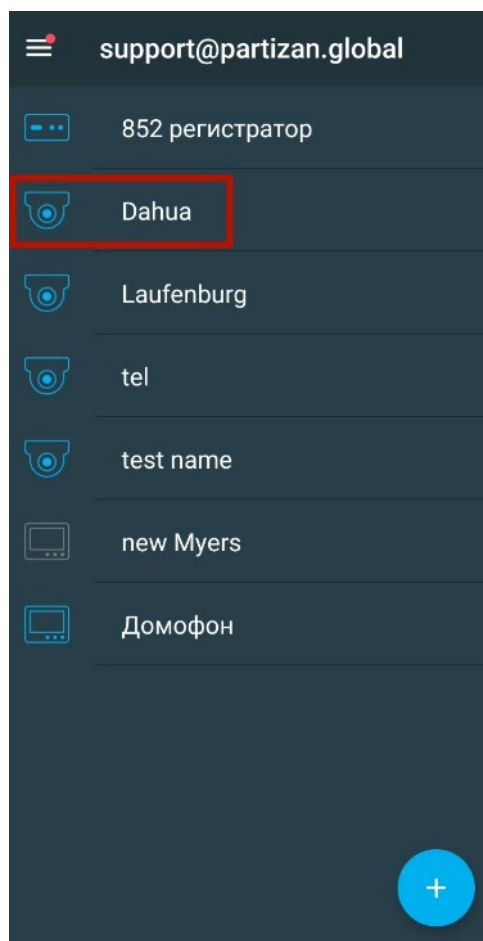 support@partizan.global
852 регистратор
Dahua
Laufenburg
tel
test name
new Myers
Домофон